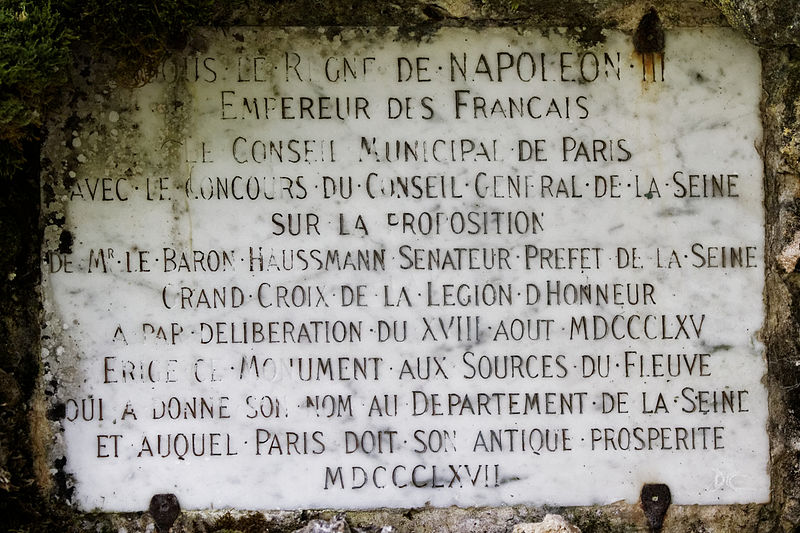 SOUS·LE·REGNE·DE·NAPOLEON·III
EMPEREUR DES FRANCAIS
LE CONSEIL MUNICIPAL·DE PARIS
AVEC·LE·CONCOURS·DU·CONSEIL·GENERAL·DE·LA·SEINE
SUR·LA·PROPOSITION
DE MR·LE·BARON·HAUSSMANN SENATEUR·PREFET DE LA·SEINE
GRAND·CROIX·DE·LA·LEGION·D'HONNEUR
A PAR·DELIBERATION·DU·XVIII·AOUT·MDCCCLXV
ERIGE CE·MONUMENT·AUX·SOURCES·DU·FLEUVE
QUI·A·DONNE SON·NOM·AU·DEPARTEMENT·DE·LA·SEINE
ET·AUQUEL·PARIS·DOIT·SON·ANTIQUE·PROSPERITE
MDCCCLXVII